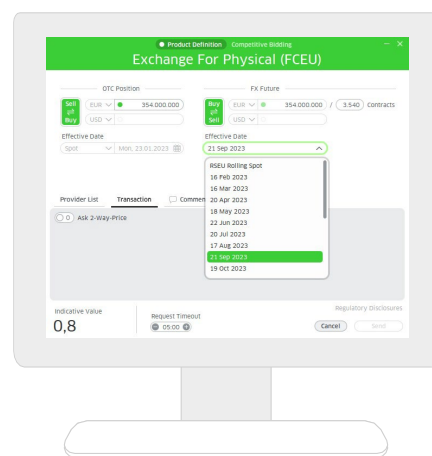 Product Definition Competitive Bidding
Exchange For Physical (FCEU)
OTC Position FX Future
Sell EUR 354.000.000 Buy EUR 354.000.000 / 3.540 Contracts
Buy USD Sell USD
Effective Date Effective Date
Spot Mon, 23.01.2023 21 Sep 2023
RSEU Rolling Spot
16 Feb 2023
16 Mar 2023
20 Apr 2023
18 May 2023
22 Jun 2023
20 Jul 2023
17 Aug 2023
21 Sep 2023
19 Oct 2023
Provider List Transaction Commen
0 Ask 2-Way-Price
Indicative Value Request Timeout Regulatory Disclosures
0,8 05:00 Cancel Send